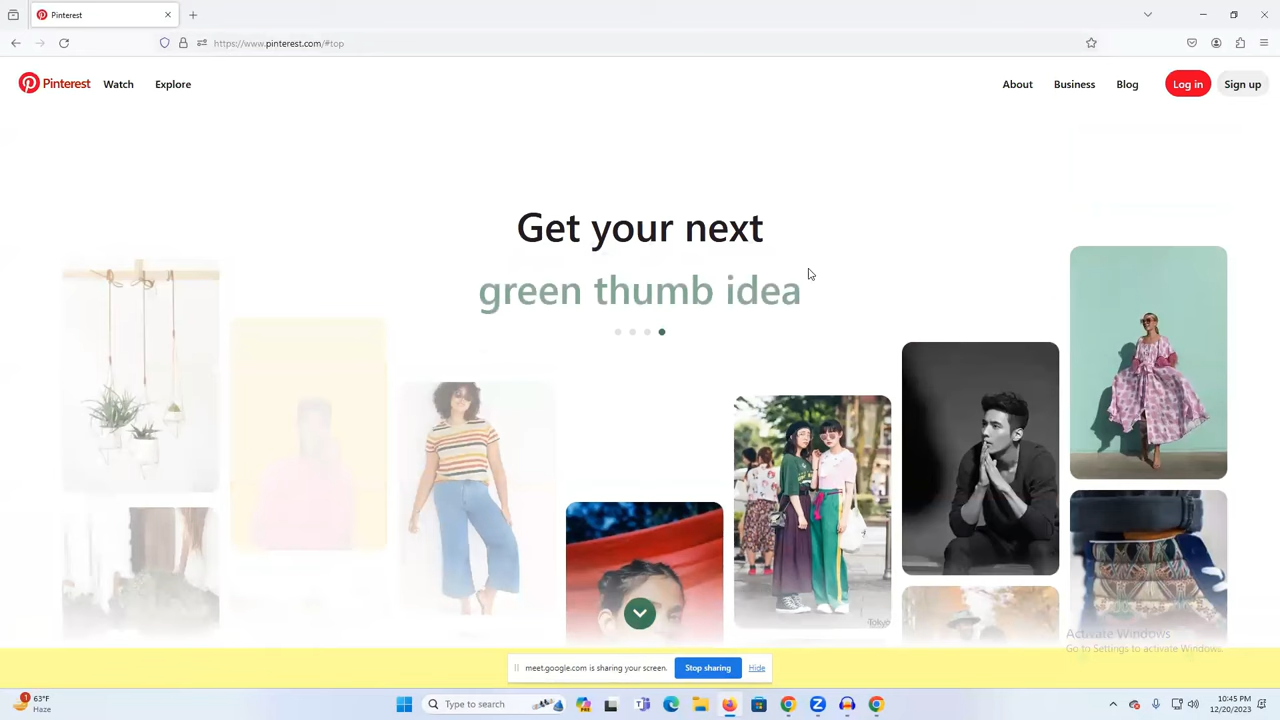 Pinterest
https://www.pinterest.com/#top
Pinterest
Watch
Explore
About
Business
Blog
Log in
Sign up
Get your next
green thumb idea
Tokyo
Activate Windows
Go to Settings to activate Windows.
meet.google.com is sharing your screen.
Stop sharing
Hide
1
63°F
Haze
Type to search
10:45 PM
12/20/2023